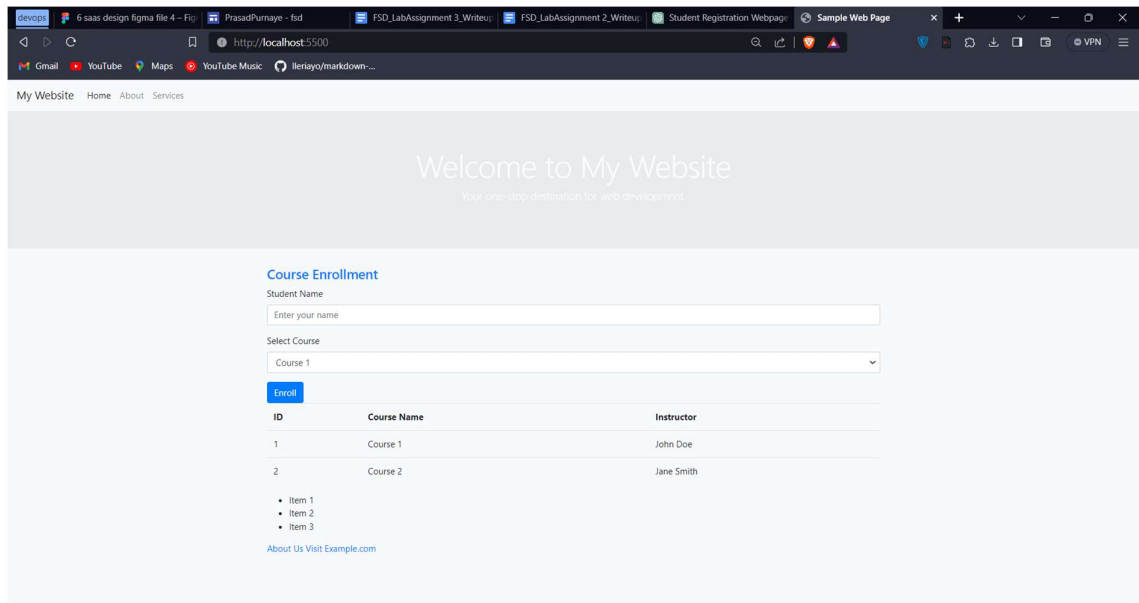 devops 6 saas design figma file 4 – Fig PrasadPurnaye - fsd FSD_LabAssignment 3_Writeup FSD_LabAssignment 2_Writeup Student Registration Webpage Sample Web Page
http://localhost:5500 VPN
Gmail YouTube Maps YouTube Music lleriayo/markdown-...
My Website Home About Services
Welcome to My Website
Your one-stop destination for web development
Course Enrollment
Student Name
Enter your name
Select Course
Course 1
Enroll
ID Course Name Instructor
1 Course 1 John Doe
2 Course 2 Jane Smith
• Item 1
• Item 2
• Item 3
About Us Visit Example.com